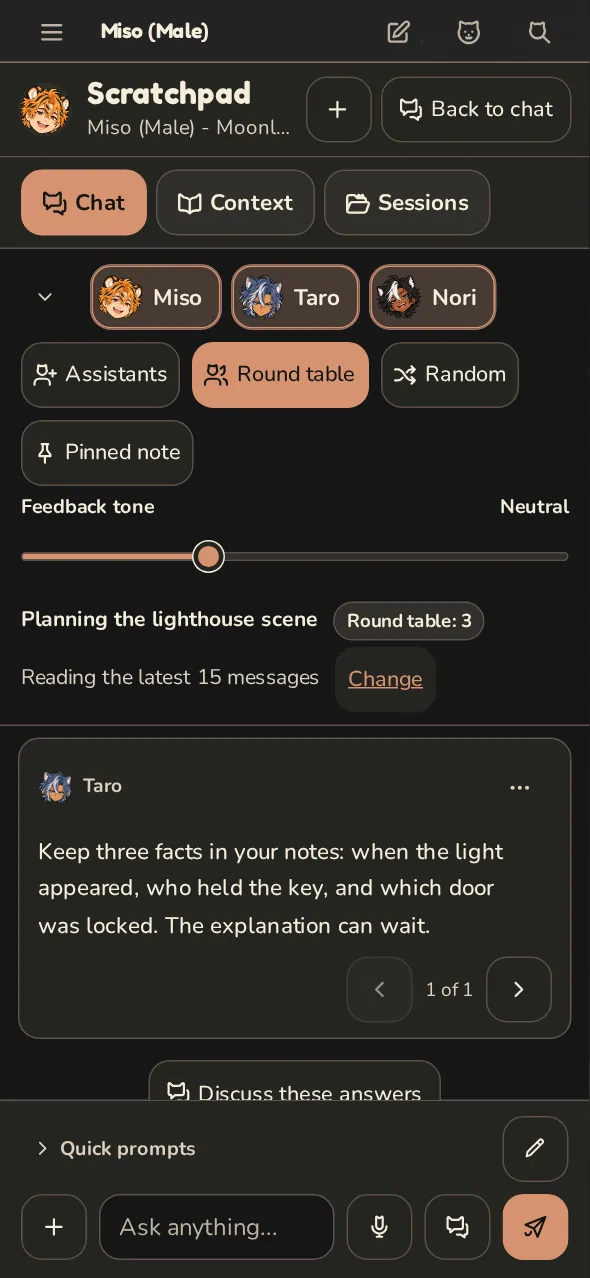 Miso (Male)
Scratchpad
Miso (Male) - Moonl...
Back to chat
Chat
Context
Sessions
Miso
Taro
Nori
Assistants
Round table
Random
Pinned note
Feedback tone
Neutral
Planning the lighthouse scene
Round table: 3
Reading the latest 15 messages
Change
Taro
Keep three facts in your notes: when the light
appeared, who held the key, and which door
was locked. The explanation can wait.
1 of 1
Discuss these answers
Quick prompts
Ask anything...